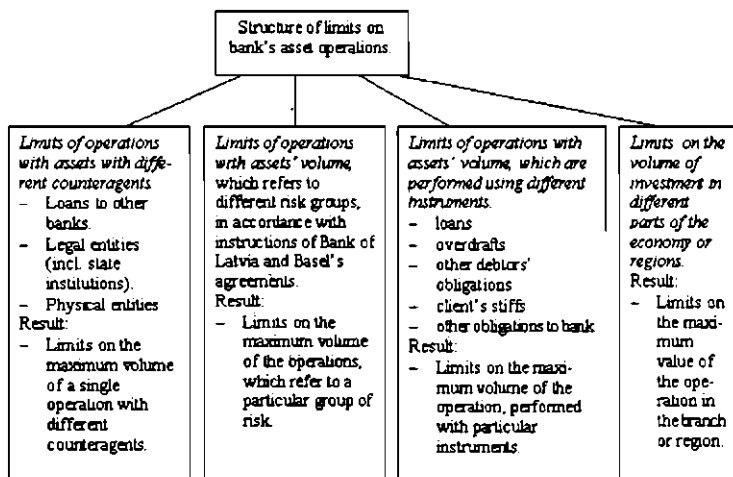 Structure of limits on
bank's asset operations.
Limits of operations
with assets with diffe-
rent counteragents
– Loans to other
banks.
– Legal entities
(incl. state
institutions).
– Physical entities
Result:
– Limits on the
maximum volume
of a single
operation with
different
counteragents.
Limits of operations
with assets' volume,
which refers to
different risk groups,
in accordance with
instructions of Bank of
Latvia and Basel's
agreements.
Result:
– Limits on the
maximum volume
of the operations,
which refer to a
particular group of
risk.
Limits of operations with
assets' volume, which are
performed using different
instruments.
– loans
– overdrafts
– other debtors'
obligations
– client's stiffs
– other obligations to bank
Result:
– Limits on the maxi-
mum volume of the
operation, performed
with particular
instruments.
Limits on the
volume of
investment in
different
parts of the
economy or
regions.
Result:
– Limits on
the maxi-
mum
value of
the ope-
ration in
the branch
or region.